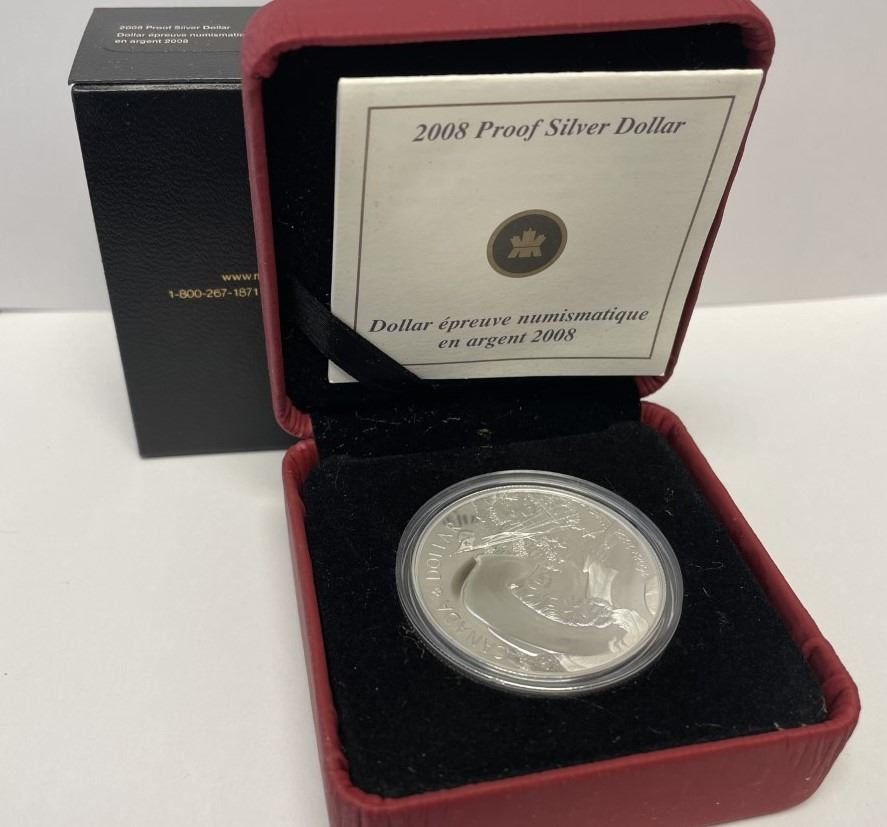 2008 Proof Silver Dollar
Dollar épreuve numismatique
en argent 2008
www.
1-800-267-1871
2008 Proof Silver Dollar
Dollar épreuve numismatique
en argent 2008
CANADA DOLLAR